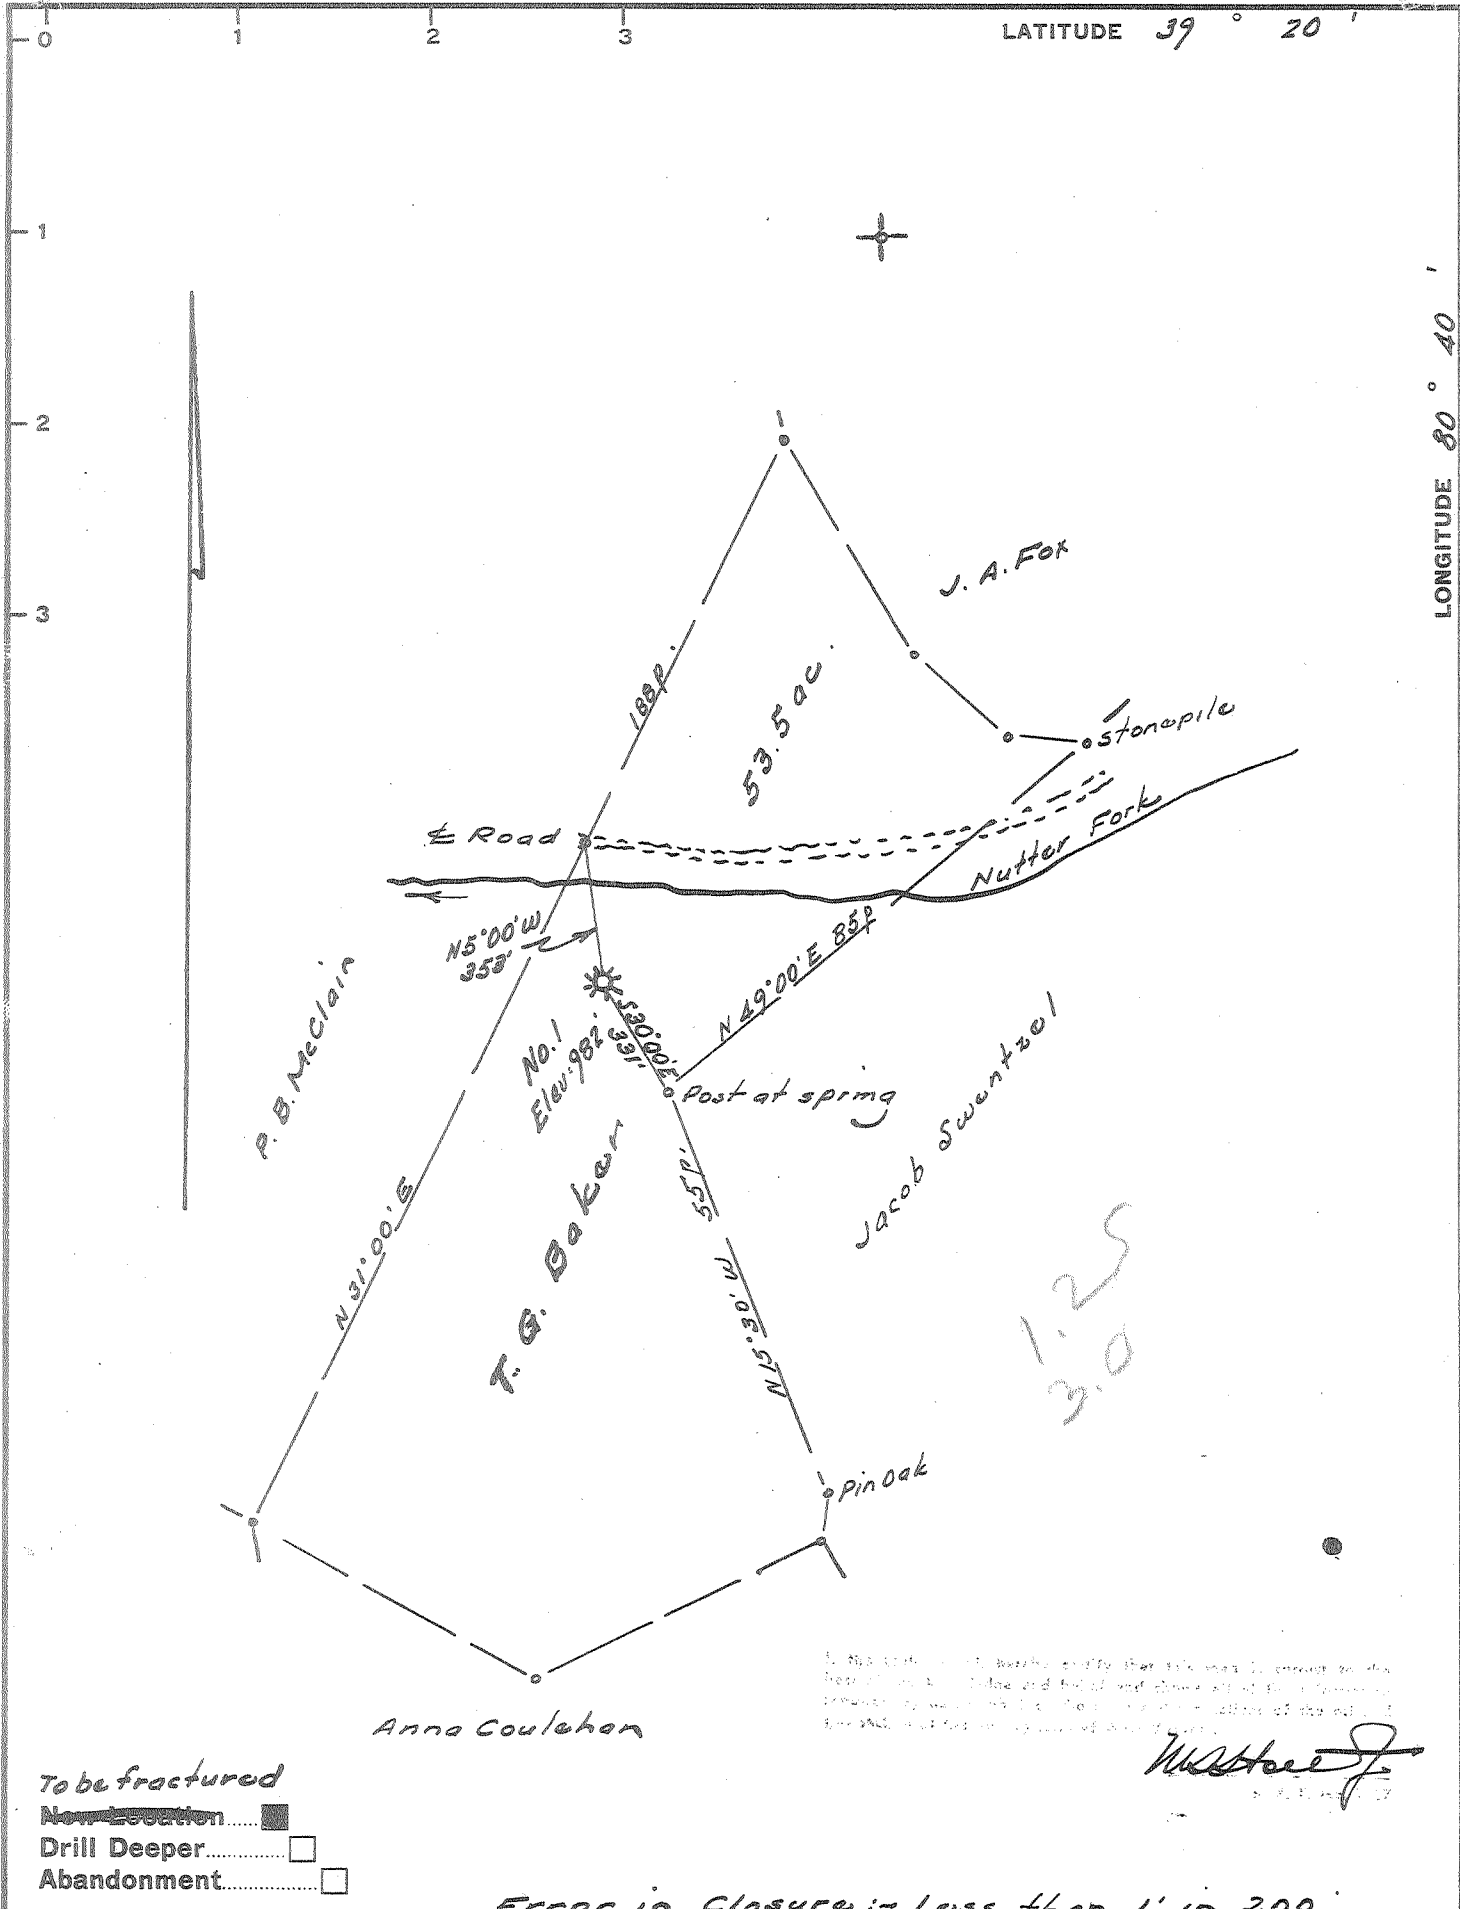 0 1 2 3 LATITUDE 39 ° 20 '
1
2
3
LONGITUDE 80 ° 40 '
J. A. Fox
188p.
53.5 ac.
Stonepile
℄ Road
Nutter Fork
N5°00'W
353'
N 49°00' E 85p
P. B. McClain
No. 1
Elev: 982'
S30°00'E
331'
Post at spring
Jacob Swentzel
T. G. Baker
55p.
N 31°00' E
N 15°30' W
1.25
3.0
Pin Oak
Anna Coulehan
To be fractured
New Location
Drill Deeper
Abandonment
Error in Closure is Less than 1' in 200'